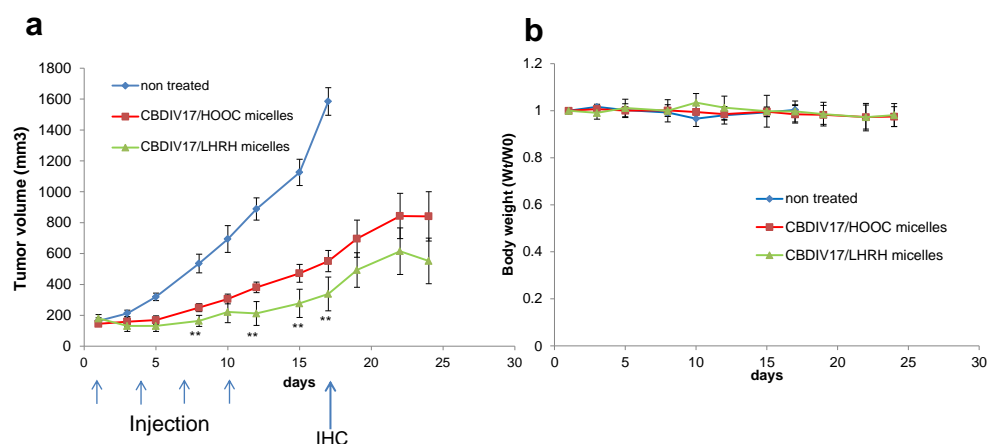 a
1800
1600
1400
1200
1000
800
600
400
200
0
Tumor volume (mm3)
non treated
CBDIV17/HOOC micelles
CBDIV17/LHRH micelles
**
**
**
**
0
5
10
15
20
25
30
days
Injection
IHC
b
1.2
1
0.8
0.6
0.4
0.2
0
Body weight (Wt/W0)
non treated
CBDIV17/HOOC micelles
CBDIV17/LHRH micelles
0
5
10
15
20
25
30
days